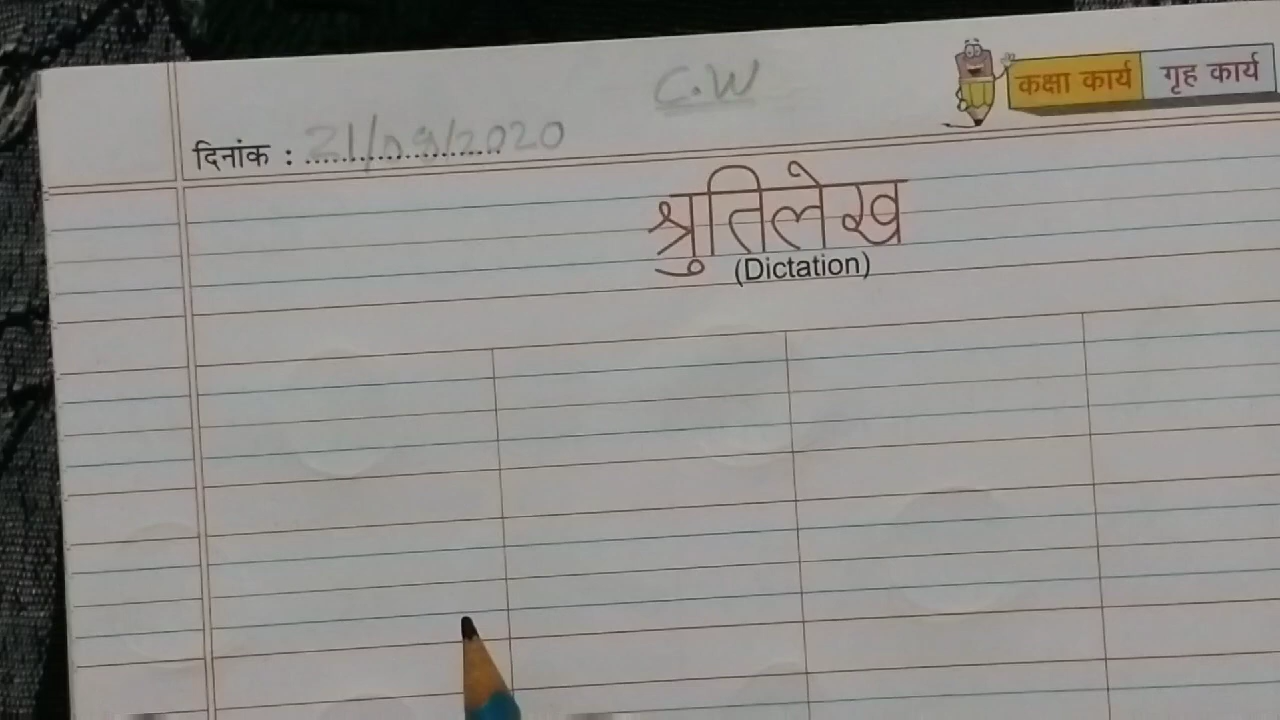 C.W
कक्षा कार्य गृह कार्य
दिनांक : 21/09/2020
श्रुतिलेख
(Dictation)